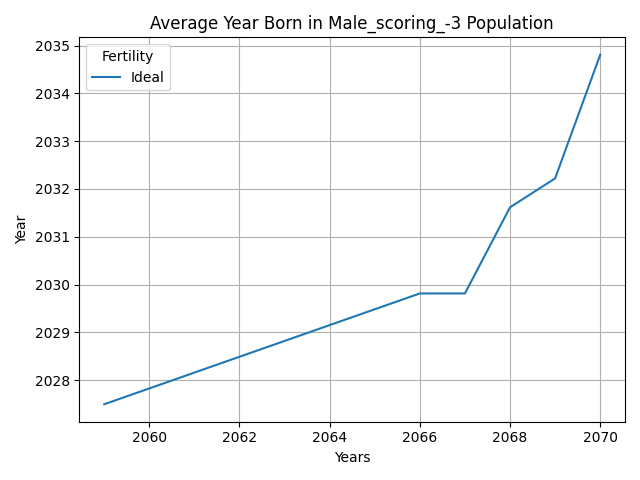 Average Year Born in Male_scoring_-3 Population
2035
2034
2033
2032
2031
2030
2029
2028
Year
Fertility
Ideal
2060 2062 2064 2066 2068 2070
Years